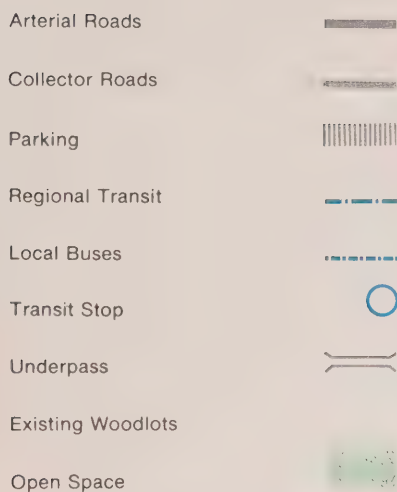 Arterial Roads
Collector Roads
Parking
Regional Transit
Local Buses
Transit Stop
Underpass
Existing Woodlots
Open Space